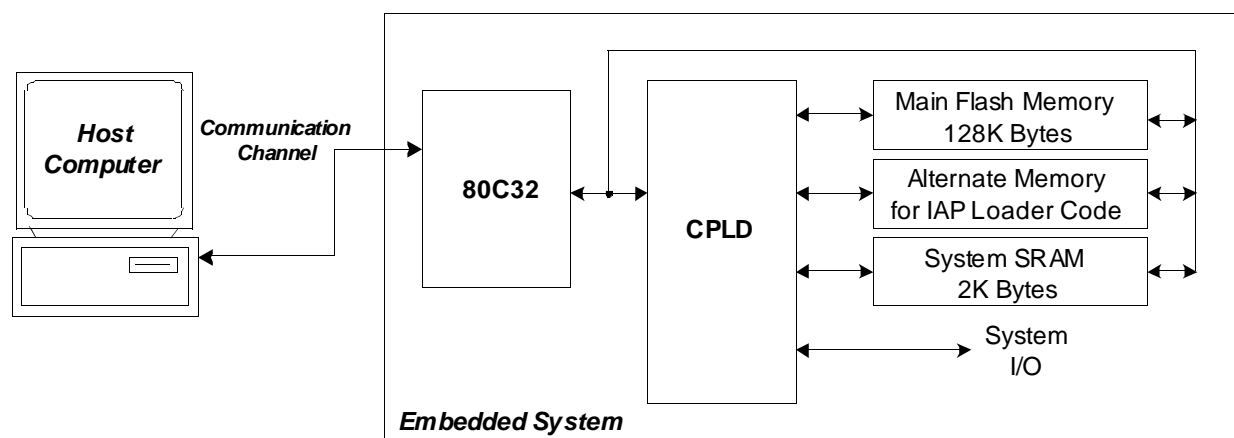 Host
Computer
Communication
Channel
80C32
CPLD
Main Flash Memory
128K Bytes
Alternate Memory
for IAP Loader Code
System SRAM
2K Bytes
System
I/O
Embedded System